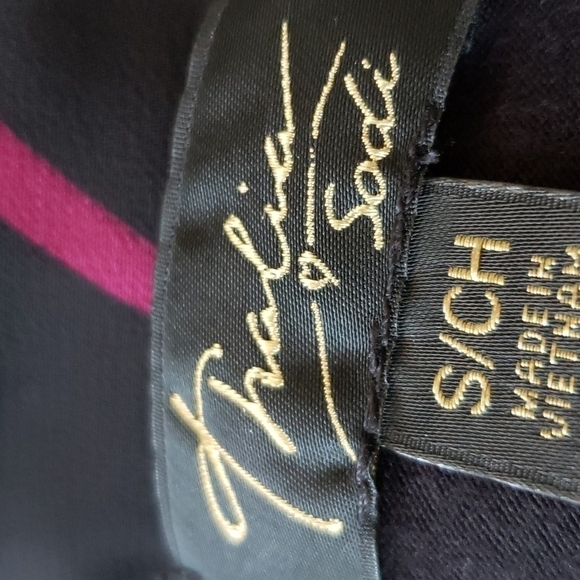 Thalia
Sodi
S/CH
MADE IN
VIETNAM